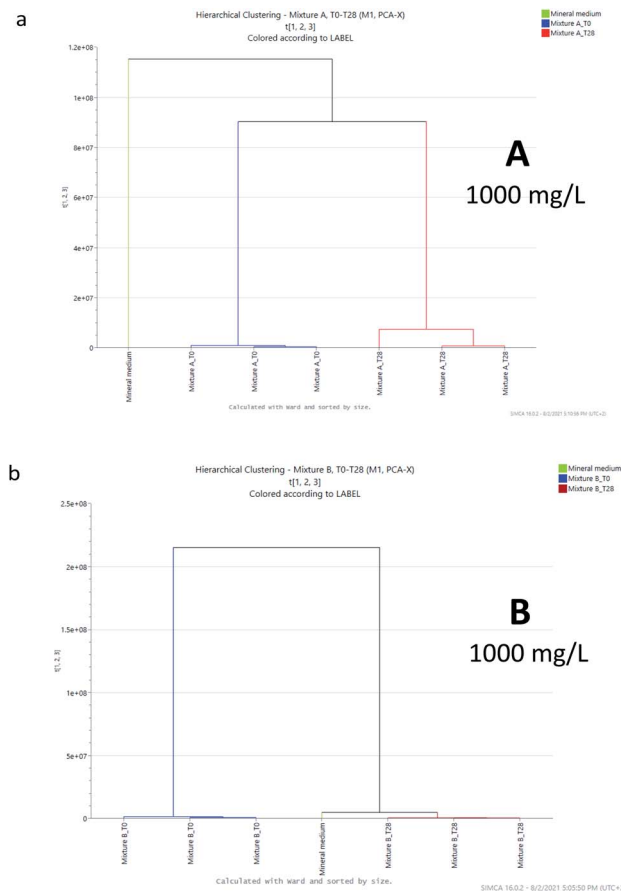 a
Hierarchical Clustering - Mixture A, T0-T28 (M1, PCA-X)
t[1, 2, 3]
Colored according to LABEL
Mineral medium
Mixture A_T0
Mixture A_T28
1.2e+08
1e+08
8e+07
6e+07
4e+07
2e+07
0
t[1, 2, 3]
A
1000 mg/L
Mineral medium
Mixture A_T0
Mixture A_T0
Mixture A_T0
Mixture A_T28
Mixture A_T28
Mixture A_T28
Calculated with Ward and sorted by size.
SIMCA 16.0.2 - 8/2/2021 5:10:06 PM (UTC+2)
b
Hierarchical Clustering - Mixture B, T0-T28 (M1, PCA-X)
t[1, 2, 3]
Colored according to LABEL
Mineral medium
Mixture B_T0
Mixture B_T28
2.5e+08
2e+08
1.5e+08
1e+08
5e+07
0
t[1, 2, 3]
B
1000 mg/L
Mixture B_T0
Mixture B_T0
Mixture B_T0
Mineral medium
Mixture B_T28
Mixture B_T28
Mixture B_T28
Calculated with Ward and sorted by size.
SIMCA 16.0.2 - 8/2/2021 5:05:50 PM (UTC+